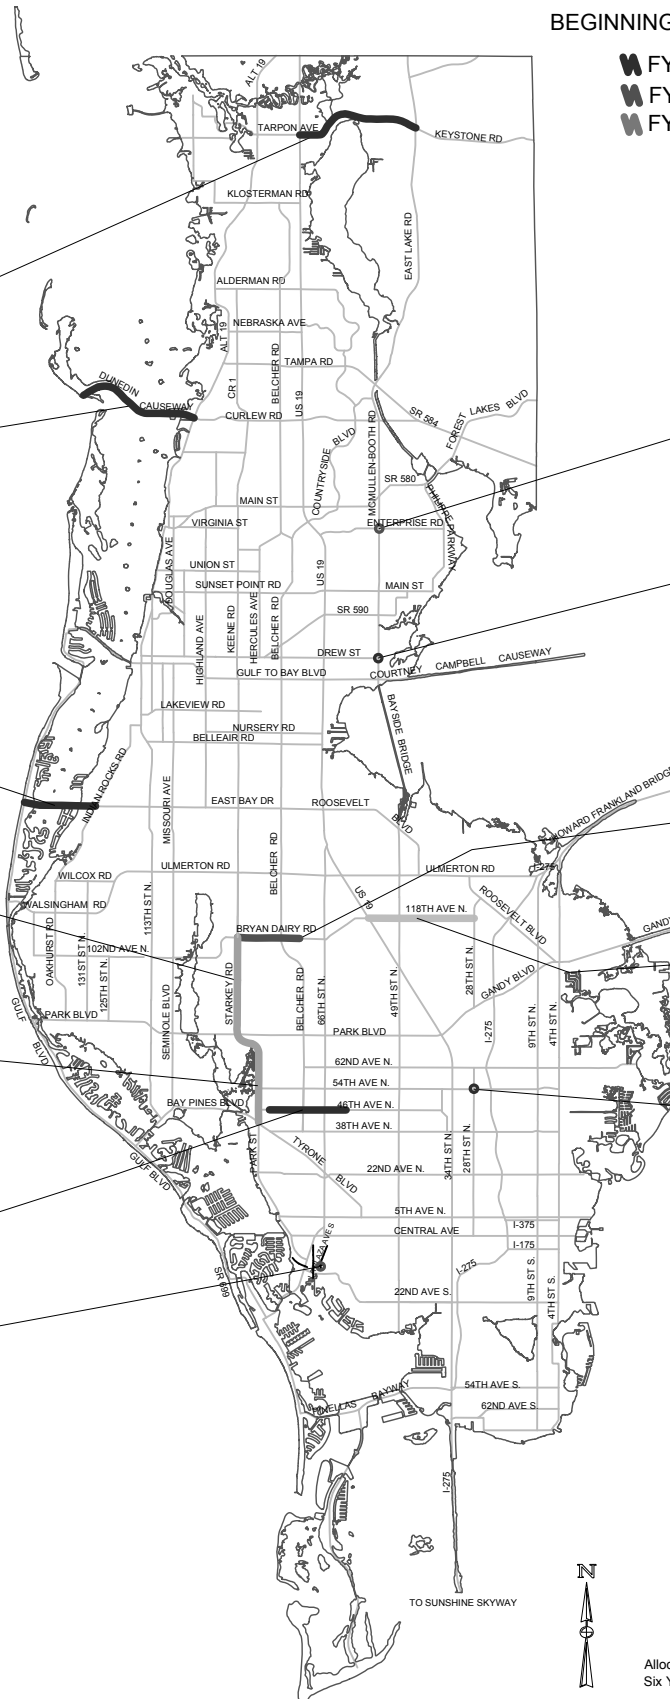 BEGINNING
FY
FY
FY
ALT 19
TARPON AVE
KEYSTONE RD
KLOSTERMAN RD
EAST LAKE RD
ALDERMAN RD
NEBRASKA AVE
ALT 19
TAMPA RD
CR 1
BELCHER RD
US 19
DUNEDIN
CAUSEWAY
CURLEW RD
SR 584
FOREST LAKES BLVD
COUNTRYSIDE BLVD
MCMULLEN-BOOTH RD
SR 580
MAIN ST
VIRGINIA ST
ENTERPRISE RD
PHILIPPE PARKWAY
DOUGLAS AVE
UNION ST
US 19
SUNSET POINT RD
MAIN ST
SR 590
HIGHLAND AVE
KEENE RD
HERCULES AVE
BELCHER RD
DREW ST
GULF TO BAY BLVD
COURTNEY CAMPBELL CAUSEWAY
LAKEVIEW RD
NURSERY RD
BELLEAIR RD
BAYSIDE BRIDGE
INDIAN ROCKS RD
MISSOURI AVE
EAST BAY DR
ROOSEVELT
BLVD
HOWARD FRANKLAND BRIDGE
BELCHER RD
ULMERTON RD
ULMERTON RD
I-275
WILCOX RD
WALSINGHAM RD
113TH ST N.
US 19
118TH AVE N.
ROOSEVELT BLVD
BRYAN DAIRY RD
GANDY
OAKHURST RD
131ST ST N.
125TH ST N.
102ND AVE N.
STARKEY RD
BELCHER RD
66TH ST N.
49TH ST N.
28TH ST N.
GANDY BLVD
GULF
BLVD
PARK BLVD
SEMINOLE BLVD
PARK BLVD
I-275
9TH ST N.
4TH ST N.
62ND AVE N.
54TH AVE N.
BAY PINES BLVD
46TH AVE N.
38TH AVE N.
PARK ST
TYRONE BLVD
34TH ST N.
28TH ST N.
22ND AVE N.
GULF BLVD
5TH AVE N.
I-375
CENTRAL AVE
I-175
I-275
SR 699
22ND AVE S.
9TH ST S.
4TH ST S.
54TH AVE S.
PINELLAS BAYWAY
62ND AVE S.
I-275
N
TO SUNSHINE SKYWAY
Alloc
Six Y